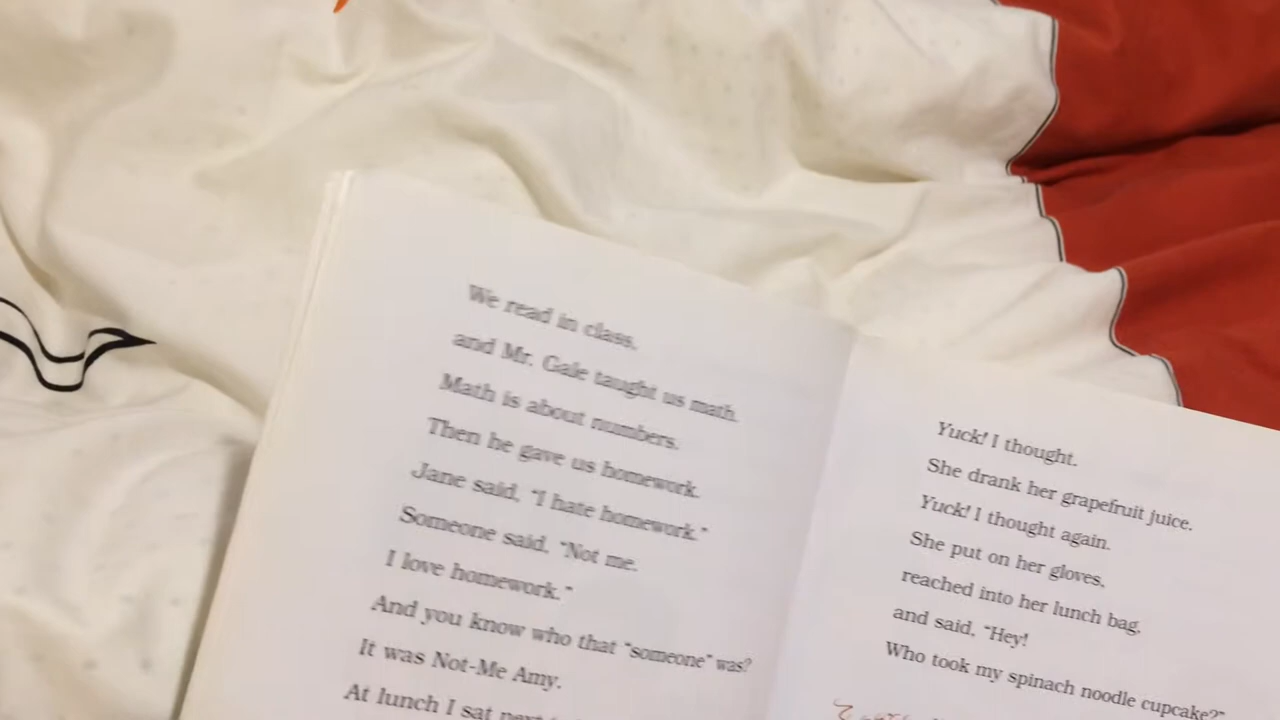 We read in class,
and Mr. Gale taught us math.
Math is about numbers.
Then he gave us homework.
Jane said, "I hate homework."
Someone said, "Not me.
I love homework."
And you know who that "someone" was?
It was Not-Me Amy.
At lunch I sat next
Yuck! I thought.
She drank her grapefruit juice.
Yuck! I thought again.
She put on her gloves,
reached into her lunch bag,
and said, "Hey!
Who took my spinach noodle cupcake?"